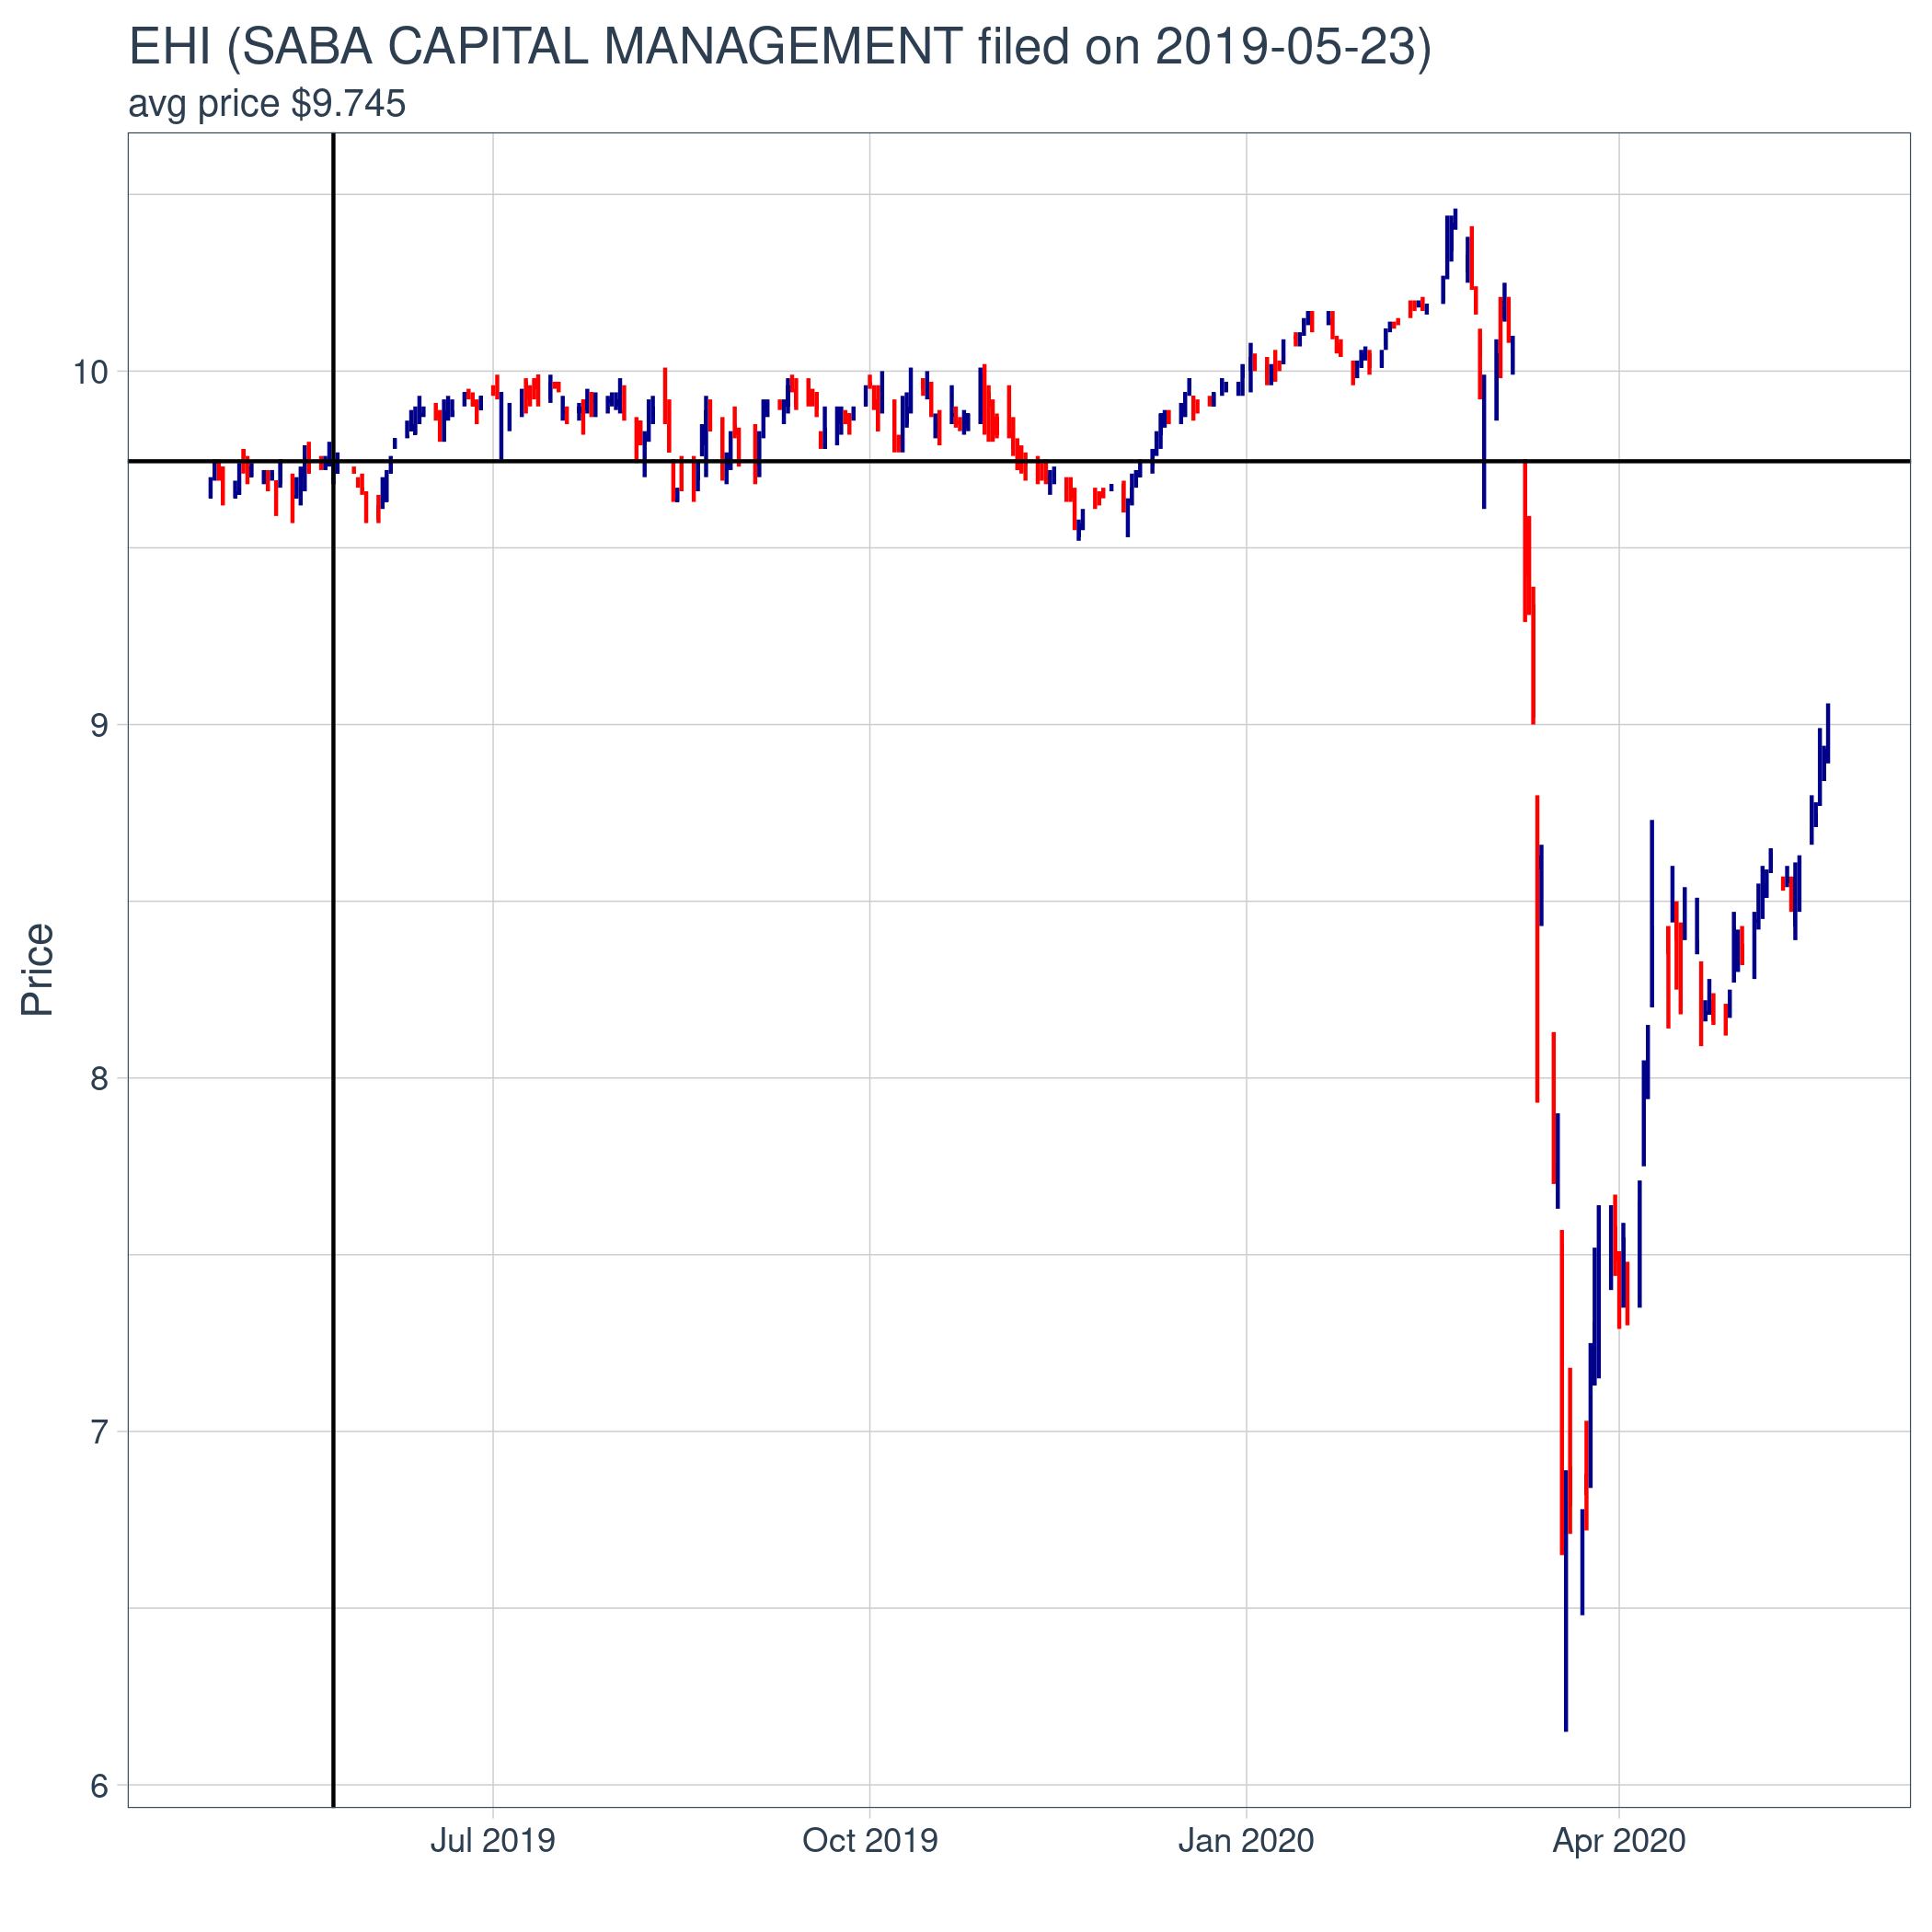 EHI (SABA CAPITAL MANAGEMENT filed on 2019-05-23)
avg price $9.745
10
9
8
7
6
Price
Jul 2019
Oct 2019
Jan 2020
Apr 2020